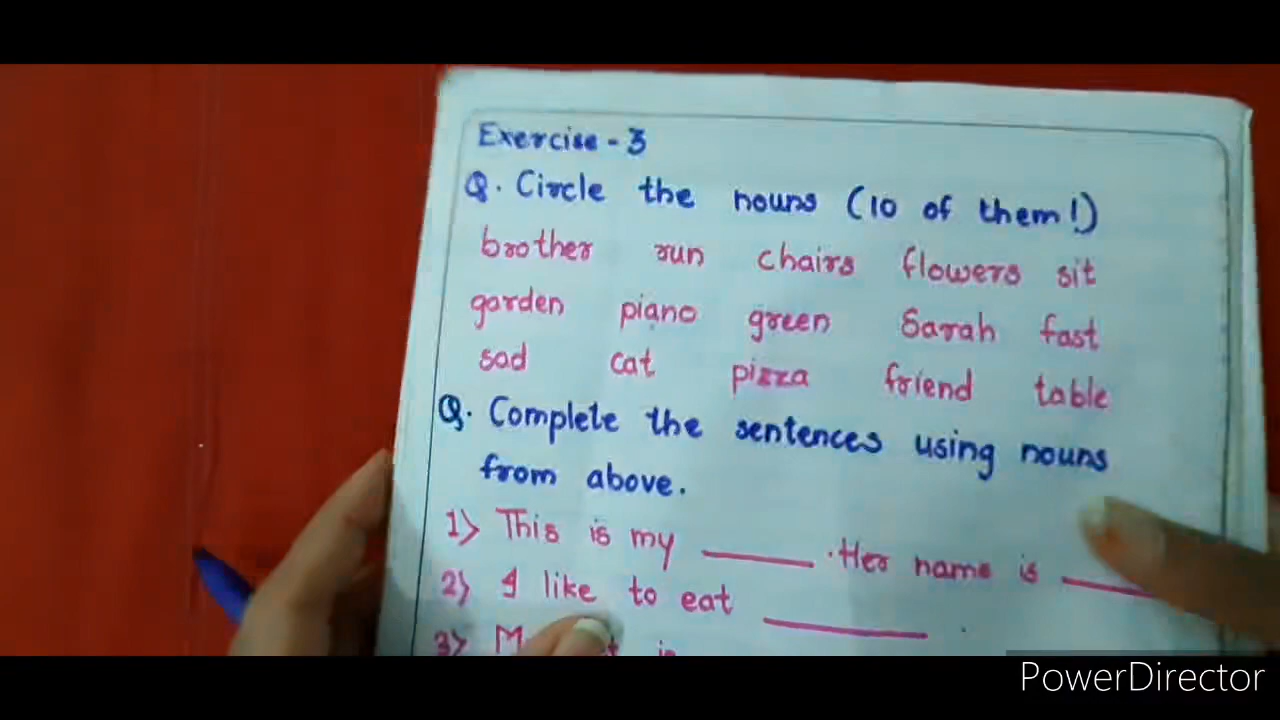 Exercise - 3
Q. Circle the nouns (10 of them!)
brother run chairs flowers sit
garden piano green Sarah fast
sad cat pizza friend table
Q. Complete the sentences using nouns
from above.
1) This is my ______. Her name is ______
2) I like to eat ______
3)
PowerDirector